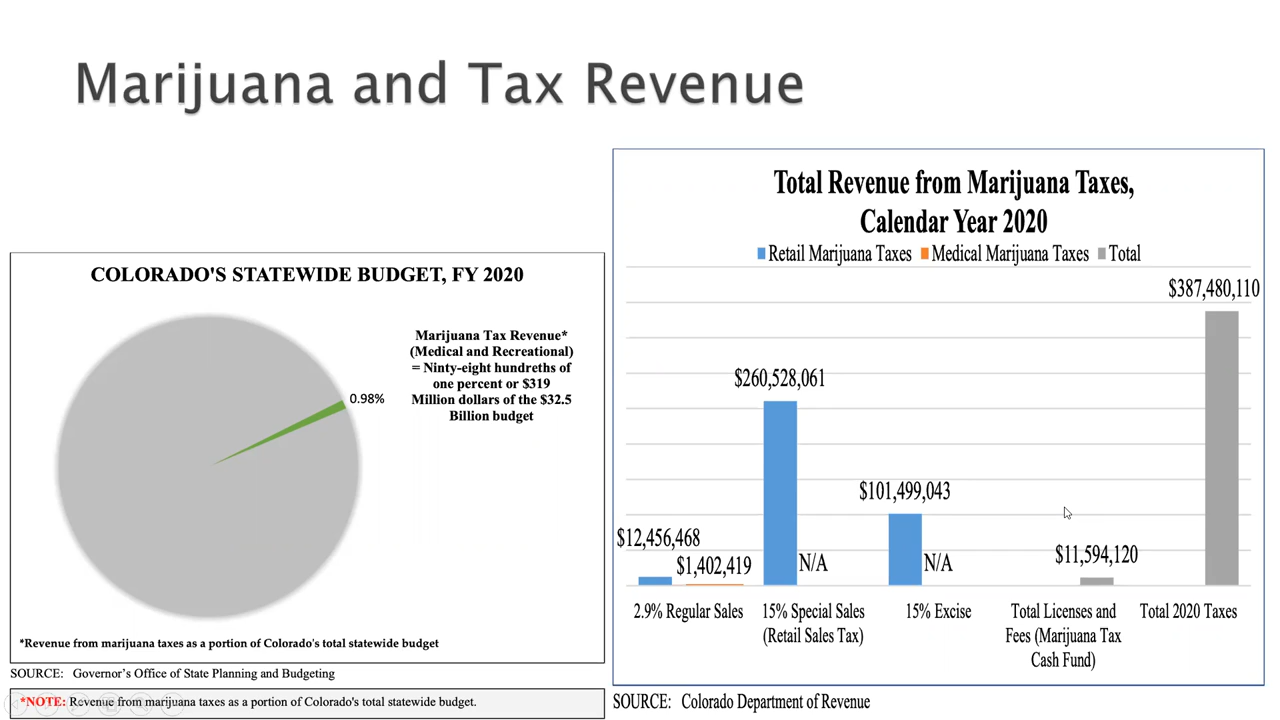 Marijuana and Tax Revenue
COLORADO'S STATEWIDE BUDGET, FY 2020
Marijuana Tax Revenue*
(Medical and Recreational)
= Ninty-eight hundreths of
one percent or $319
Million dollars of the $32.5
Billion budget
0.98%
*Revenue from marijuana taxes as a portion of Colorado's total statewide budget
SOURCE: Governor's Office of State Planning and Budgeting
*NOTE: Revenue from marijuana taxes as a portion of Colorado's total statewide budget.
Total Revenue from Marijuana Taxes,
Calendar Year 2020
Retail Marijuana Taxes Medical Marijuana Taxes Total
$387,480,110
$260,528,061
$101,499,043
$12,456,468
$1,402,419
N/A
N/A
$11,594,120
2.9% Regular Sales
15% Special Sales
(Retail Sales Tax)
15% Excise
Total Licenses and
Fees (Marijuana Tax
Cash Fund)
Total 2020 Taxes
SOURCE: Colorado Department of Revenue